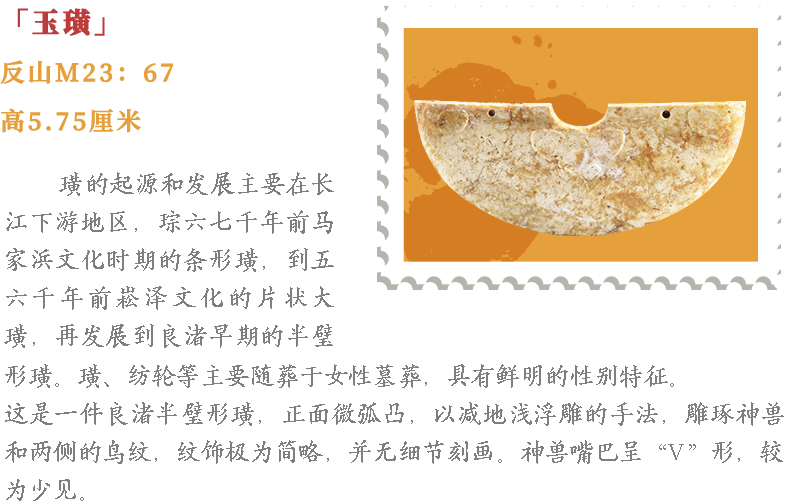 「玉璜」
反山M23：67
高5.75厘米
璜的起源和发展主要在长
江下游地区，琮六七千年前马
家浜文化时期的条形璜，到五
六千年前崧泽文化的片状大
璜，再发展到良渚早期的半璧
形璜。璜、纺轮等主要随葬于女性墓葬，具有鲜明的性别特征。
这是一件良渚半璧形璜，正面微弧凸，以减地浅浮雕的手法，雕琢神兽
和两侧的鸟纹，纹饰极为简略，并无细节刻画。神兽嘴巴呈“V”形，较
为少见。